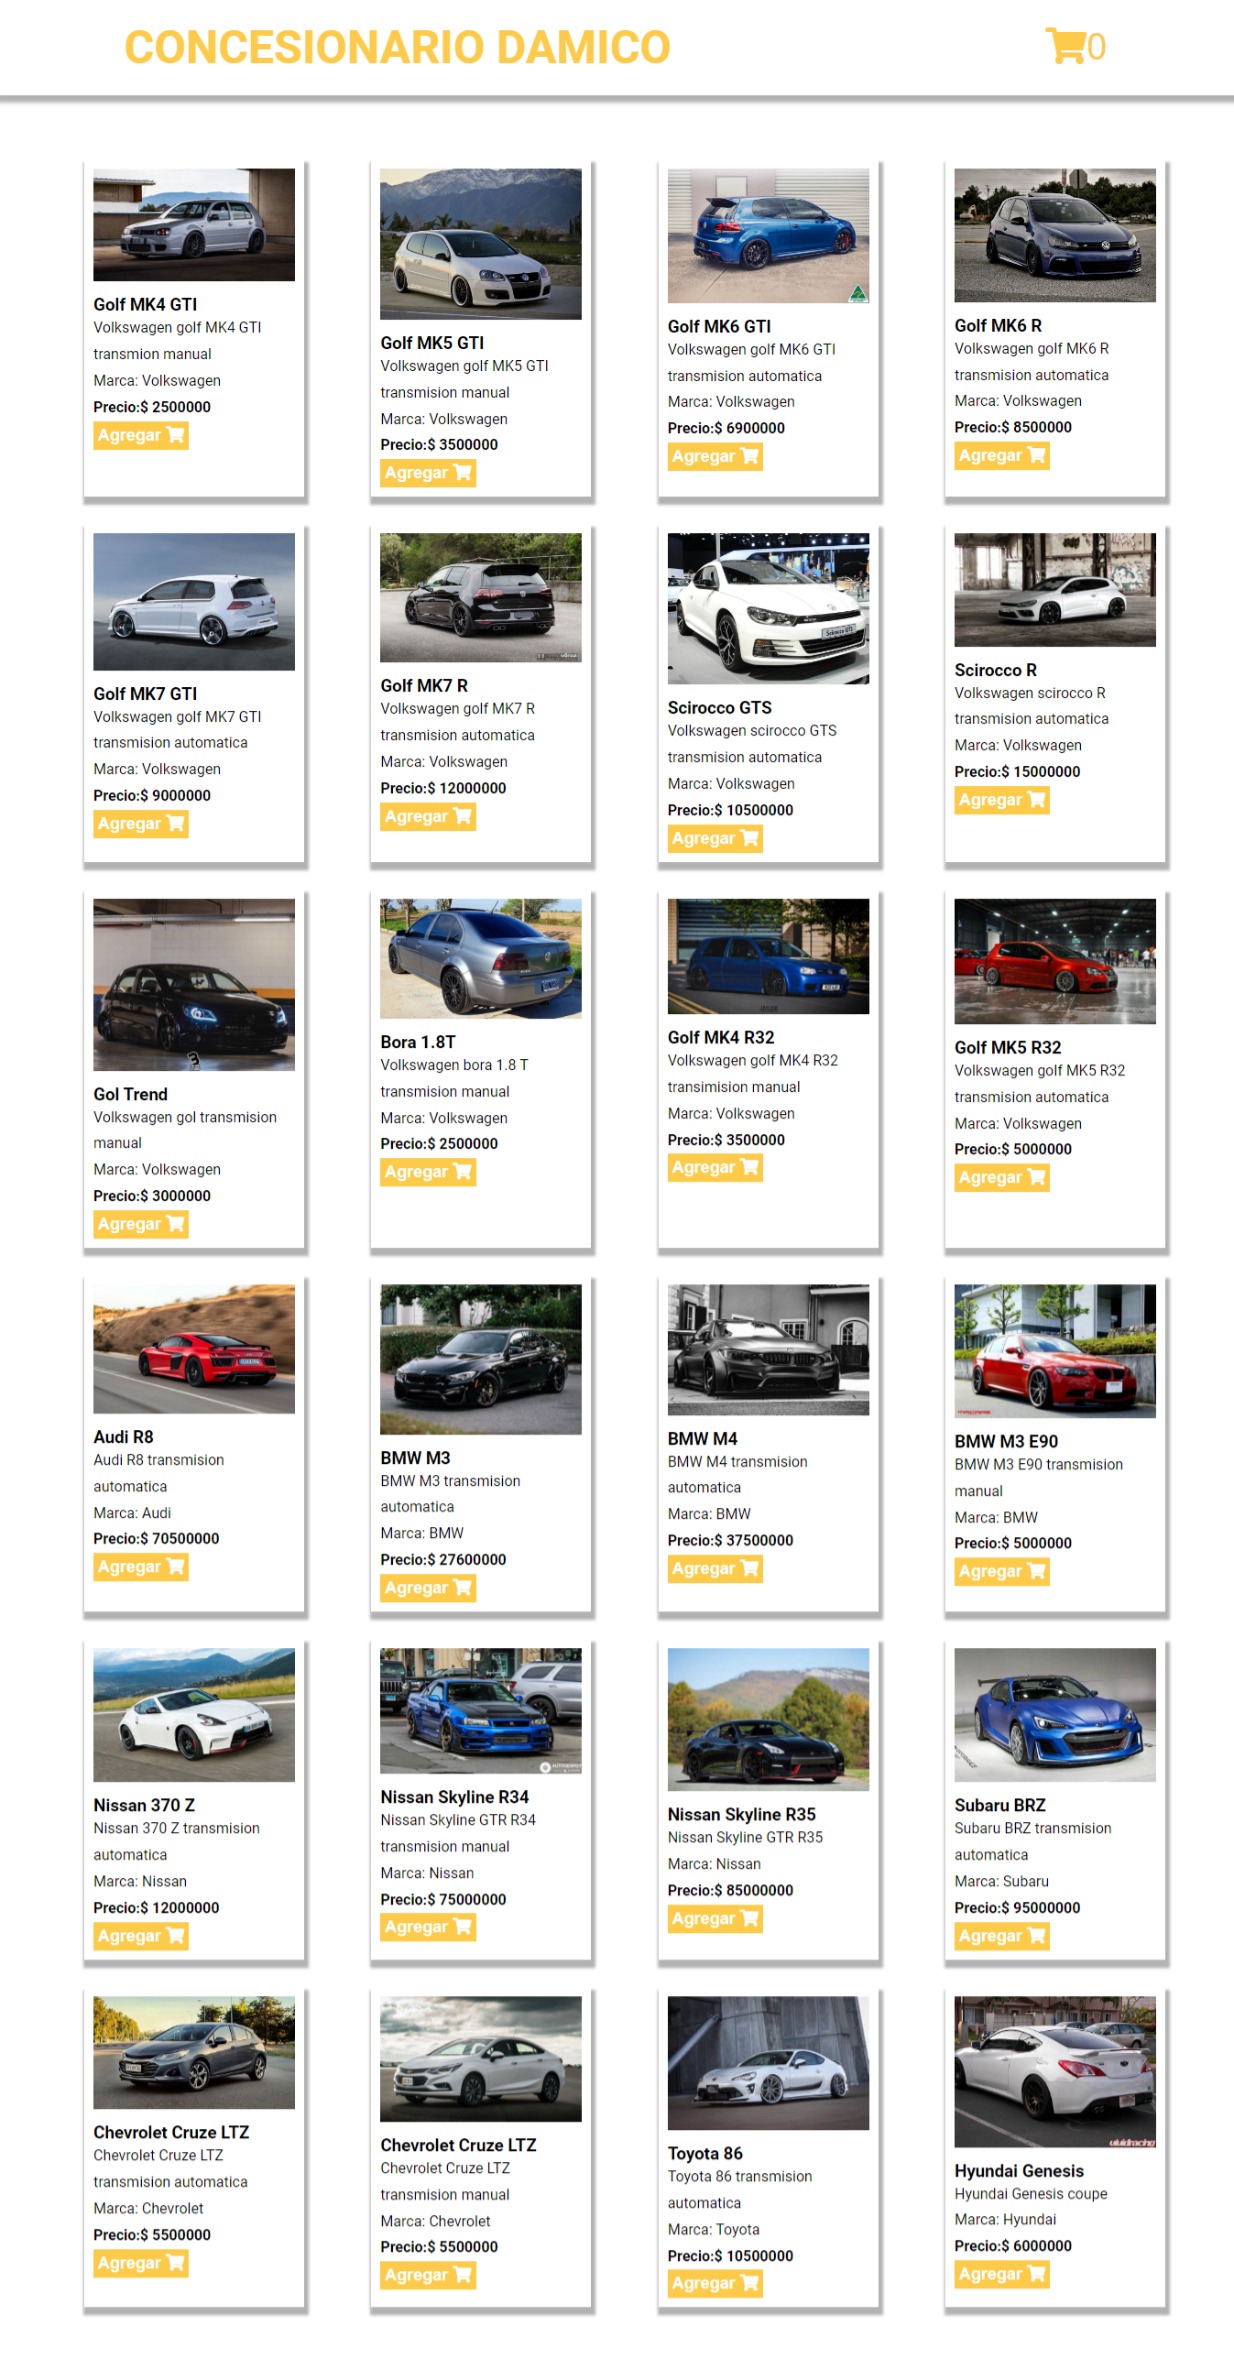 CONCESIONARIO DAMICO
0
Golf MK4 GTI
Volkswagen golf MK4 GTI
transmion manual
Marca: Volkswagen
Precio:$ 2500000
Agregar
Golf MK5 GTI
Volkswagen golf MK5 GTI
transmision manual
Marca: Volkswagen
Precio:$ 3500000
Agregar
Golf MK6 GTI
Volkswagen golf MK6 GTI
transmision automatica
Marca: Volkswagen
Precio:$ 6900000
Agregar
Golf MK6 R
Volkswagen golf MK6 R
transmision automatica
Marca: Volkswagen
Precio:$ 8500000
Agregar
Golf MK7 GTI
Volkswagen golf MK7 GTI
transmision automatica
Marca: Volkswagen
Precio:$ 9000000
Agregar
Golf MK7 R
Volkswagen golf MK7 R
transmision automatica
Marca: Volkswagen
Precio:$ 12000000
Agregar
Scirocco GTS
Scirocco GTS
Volkswagen scirocco GTS
transmision automatica
Marca: Volkswagen
Precio:$ 10500000
Agregar
Scirocco R
Volkswagen scirocco R
transmision automatica
Marca: Volkswagen
Precio:$ 15000000
Agregar
Gol Trend
Volkswagen gol transmision
manual
Marca: Volkswagen
Precio:$ 3000000
Agregar
Bora 1.8T
Volkswagen bora 1.8 T
transmision manual
Marca: Volkswagen
Precio:$ 2500000
Agregar
Golf MK4 R32
Volkswagen golf MK4 R32
transimision manual
Marca: Volkswagen
Precio:$ 3500000
Agregar
Golf MK5 R32
Volkswagen golf MK5 R32
transmision automatica
Marca: Volkswagen
Precio:$ 5000000
Agregar
Audi R8
Audi R8 transmision
automatica
Marca: Audi
Precio:$ 70500000
Agregar
BMW M3
BMW M3 transmision
automatica
Marca: BMW
Precio:$ 27600000
Agregar
BMW M4
BMW M4 transmision
automatica
Marca: BMW
Precio:$ 37500000
Agregar
BMW M3 E90
BMW M3 E90 transmision
manual
Marca: BMW
Precio:$ 5000000
Agregar
Nissan 370 Z
Nissan 370 Z transmision
automatica
Marca: Nissan
Precio:$ 12000000
Agregar
Nissan Skyline R34
Nissan Skyline GTR R34
transmision manual
Marca: Nissan
Precio:$ 75000000
Agregar
Nissan Skyline R35
Nissan Skyline GTR R35
Marca: Nissan
Precio:$ 85000000
Agregar
Subaru BRZ
Subaru BRZ transmision
automatica
Marca: Subaru
Precio:$ 95000000
Agregar
Chevrolet Cruze LTZ
Chevrolet Cruze LTZ
transmision automatica
Marca: Chevrolet
Precio:$ 5500000
Agregar
Chevrolet Cruze LTZ
Chevrolet Cruze LTZ
transmision manual
Marca: Chevrolet
Precio:$ 5500000
Agregar
Toyota 86
Toyota 86 transmision
automatica
Marca: Toyota
Precio:$ 10500000
Agregar
vividracing
Hyundai Genesis
Hyundai Genesis coupe
Marca: Hyundai
Precio:$ 6000000
Agregar